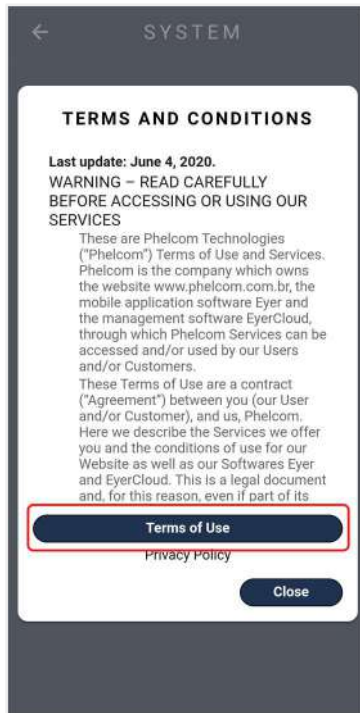 SYSTEM
TERMS AND CONDITIONS
Last update: June 4, 2020.
WARNING – READ CAREFULLY
BEFORE ACCESSING OR USING OUR
SERVICES
These are Phelcom Technologies
("Phelcom") Terms of Use and Services.
Phelcom is the company which owns
the website www.phelcom.com.br, the
mobile application software Eyer and
the management software EyerCloud,
through which Phelcom Services can be
accessed and/or used by our Users
and/or Customers.
These Terms of Use are a contract
("Agreement") between you (our User
and/or Customer), and us, Phelcom.
Here we describe the Services we offer
you and the conditions of use for our
Website as well as our Softwares Eyer
and EyerCloud. This is a legal document
and, for this reason, even if part of its
Terms of Use
Privacy Policy
Close